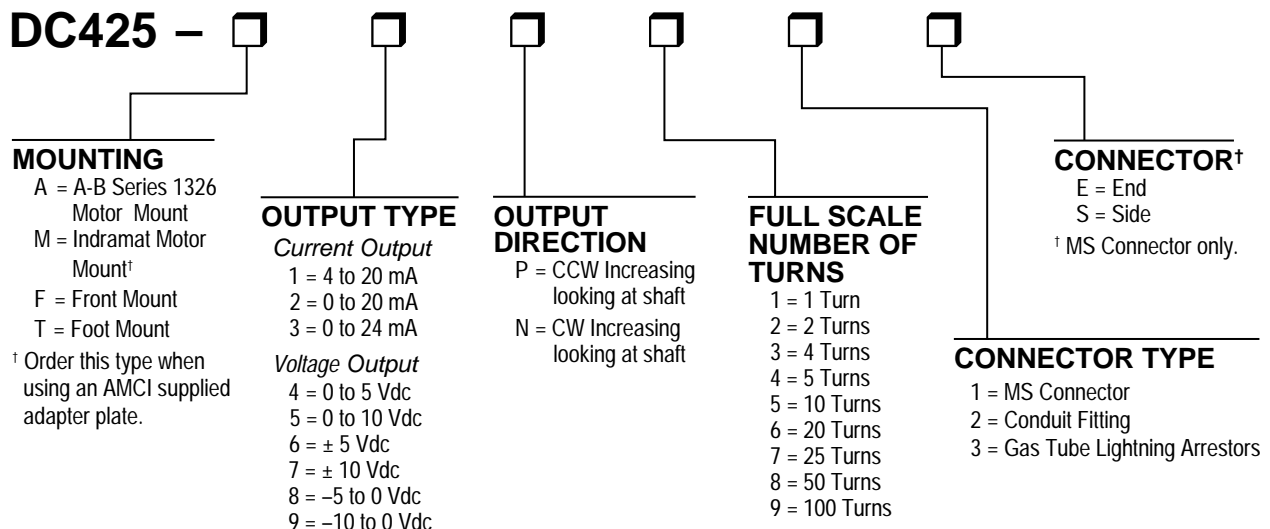 DC425 –
MOUNTING
A = A-B Series 1326
Motor Mount
M = Indramat Motor
Mount†
F = Front Mount
T = Foot Mount
† Order this type when
using an AMCI supplied
adapter plate.
OUTPUT TYPE
Current Output
1 = 4 to 20 mA
2 = 0 to 20 mA
3 = 0 to 24 mA
Voltage Output
4 = 0 to 5 Vdc
5 = 0 to 10 Vdc
6 = ± 5 Vdc
7 = ± 10 Vdc
8 = –5 to 0 Vdc
9 = –10 to 0 Vdc
OUTPUT
DIRECTION
P = CCW Increasing
looking at shaft
N = CW Increasing
looking at shaft
FULL SCALE
NUMBER OF
TURNS
1 = 1 Turn
2 = 2 Turns
3 = 4 Turns
4 = 5 Turns
5 = 10 Turns
6 = 20 Turns
7 = 25 Turns
8 = 50 Turns
9 = 100 Turns
CONNECTOR TYPE
1 = MS Connector
2 = Conduit Fitting
3 = Gas Tube Lightning Arrestors
CONNECTOR†
E = End
S = Side
† MS Connector only.